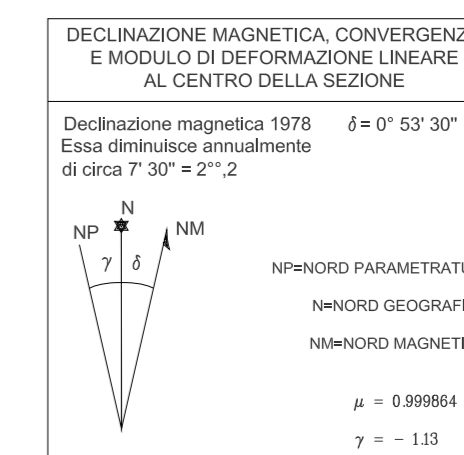 DECLINAZIONE MAGNETICA, CONVERGENZ
E MODULO DI DEFORMAZIONE LINEARE
AL CENTRO DELLA SEZIONE
Declinazione magnetica 1978 δ = 0° 53' 30"
Essa diminuisce annualmente
di circa 7' 30" = 2°°,2
N
NP NM
γ δ
NP=NORD PARAMETRATU
N=NORD GEOGRAFI
NM=NORD MAGNETI
μ = 0.999864
γ = − 1.13